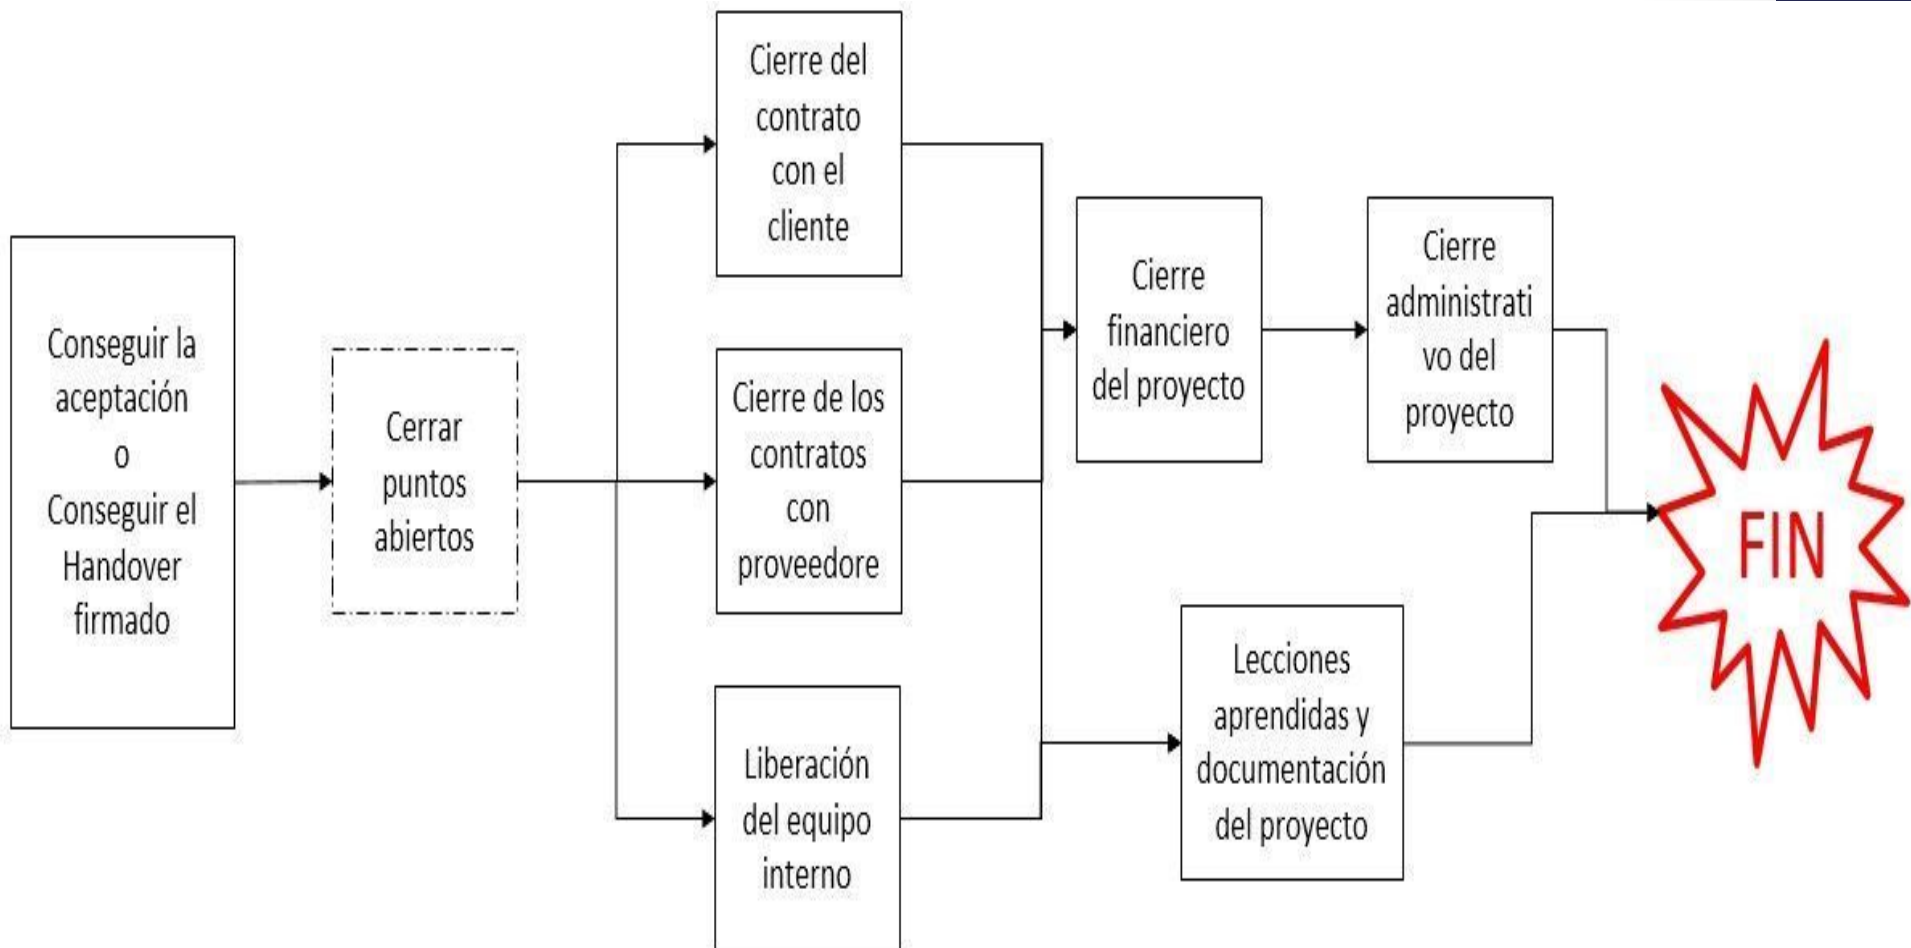 Conseguir la
aceptación
o
Conseguir el
Handover
firmado
Cerrar
puntos
abiertos
Cierre del
contrato
con el
cliente
Cierre de los
contratos
con
proveedore
Liberación
del equipo
interno
Cierre
financiero
del proyecto
Cierre
administrati
vo del
proyecto
Lecciones
aprendidas y
documentación
del proyecto
FIN